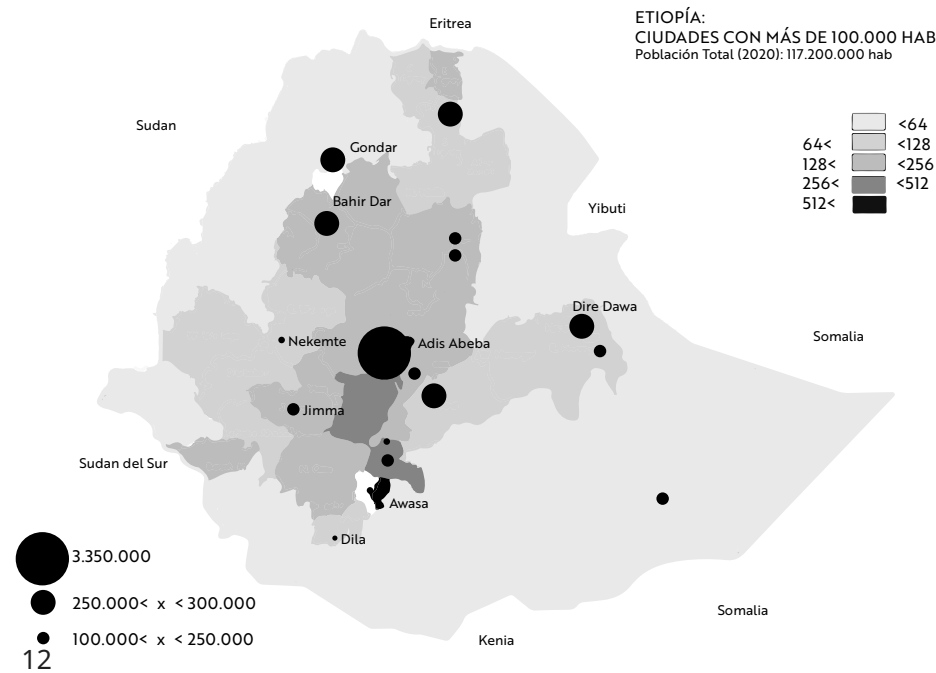 ETIOPÍA:
CIUDADES CON MÁS DE 100.000 HAB
Población Total (2020): 117.200.000 hab
Eritrea
Sudan
Gondar
Bahir Dar
Yibuti
Dire Dawa
Nekemte
Adis Abeba
Somalia
Jimma
Sudan del Sur
Awasa
Dila
Somalia
Kenia
<64
64< <128
128< <256
256< <512
512<
3.350.000
250.000< x < 300.000
100.000< x < 250.000
12